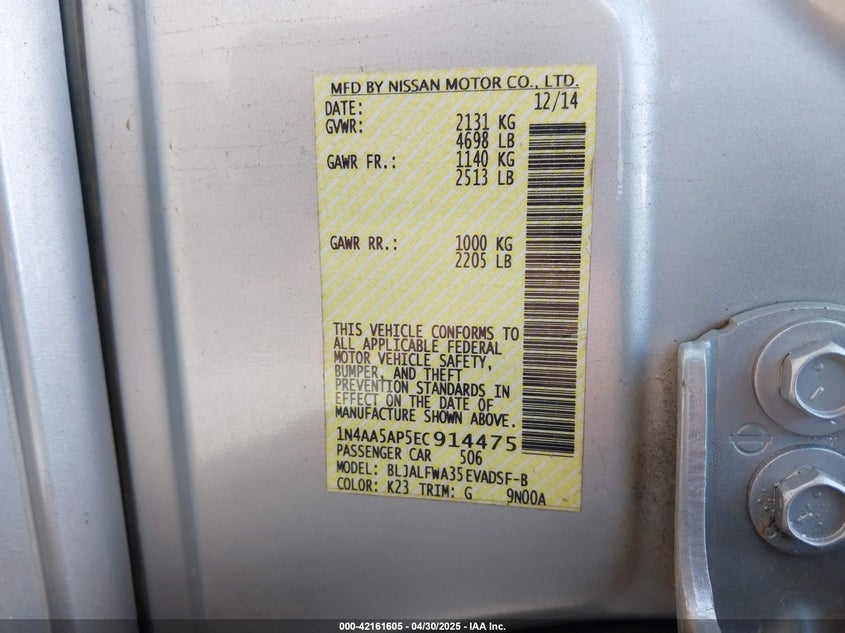 MFD BY NISSAN MOTOR CO., LTD.
DATE: 12/14
GVWR: 2131 KG
4698 LB
GAWR FR.: 1140 KG
2513 LB
GAWR RR.: 1000 KG
2205 LB
THIS VEHICLE CONFORMS TO
ALL APPLICABLE FEDERAL
MOTOR VEHICLE SAFETY,
BUMPER, AND THEFT
PREVENTION STANDARDS IN
EFFECT ON THE DATE OF
MANUFACTURE SHOWN ABOVE.
1N4AA5AP5EC914475
PASSENGER CAR 506
MODEL: BLJALFWA35EVADSF-B
COLOR: K23 TRIM: G 9N00A
000-42161605 - 04/30/2025 - IAA Inc.